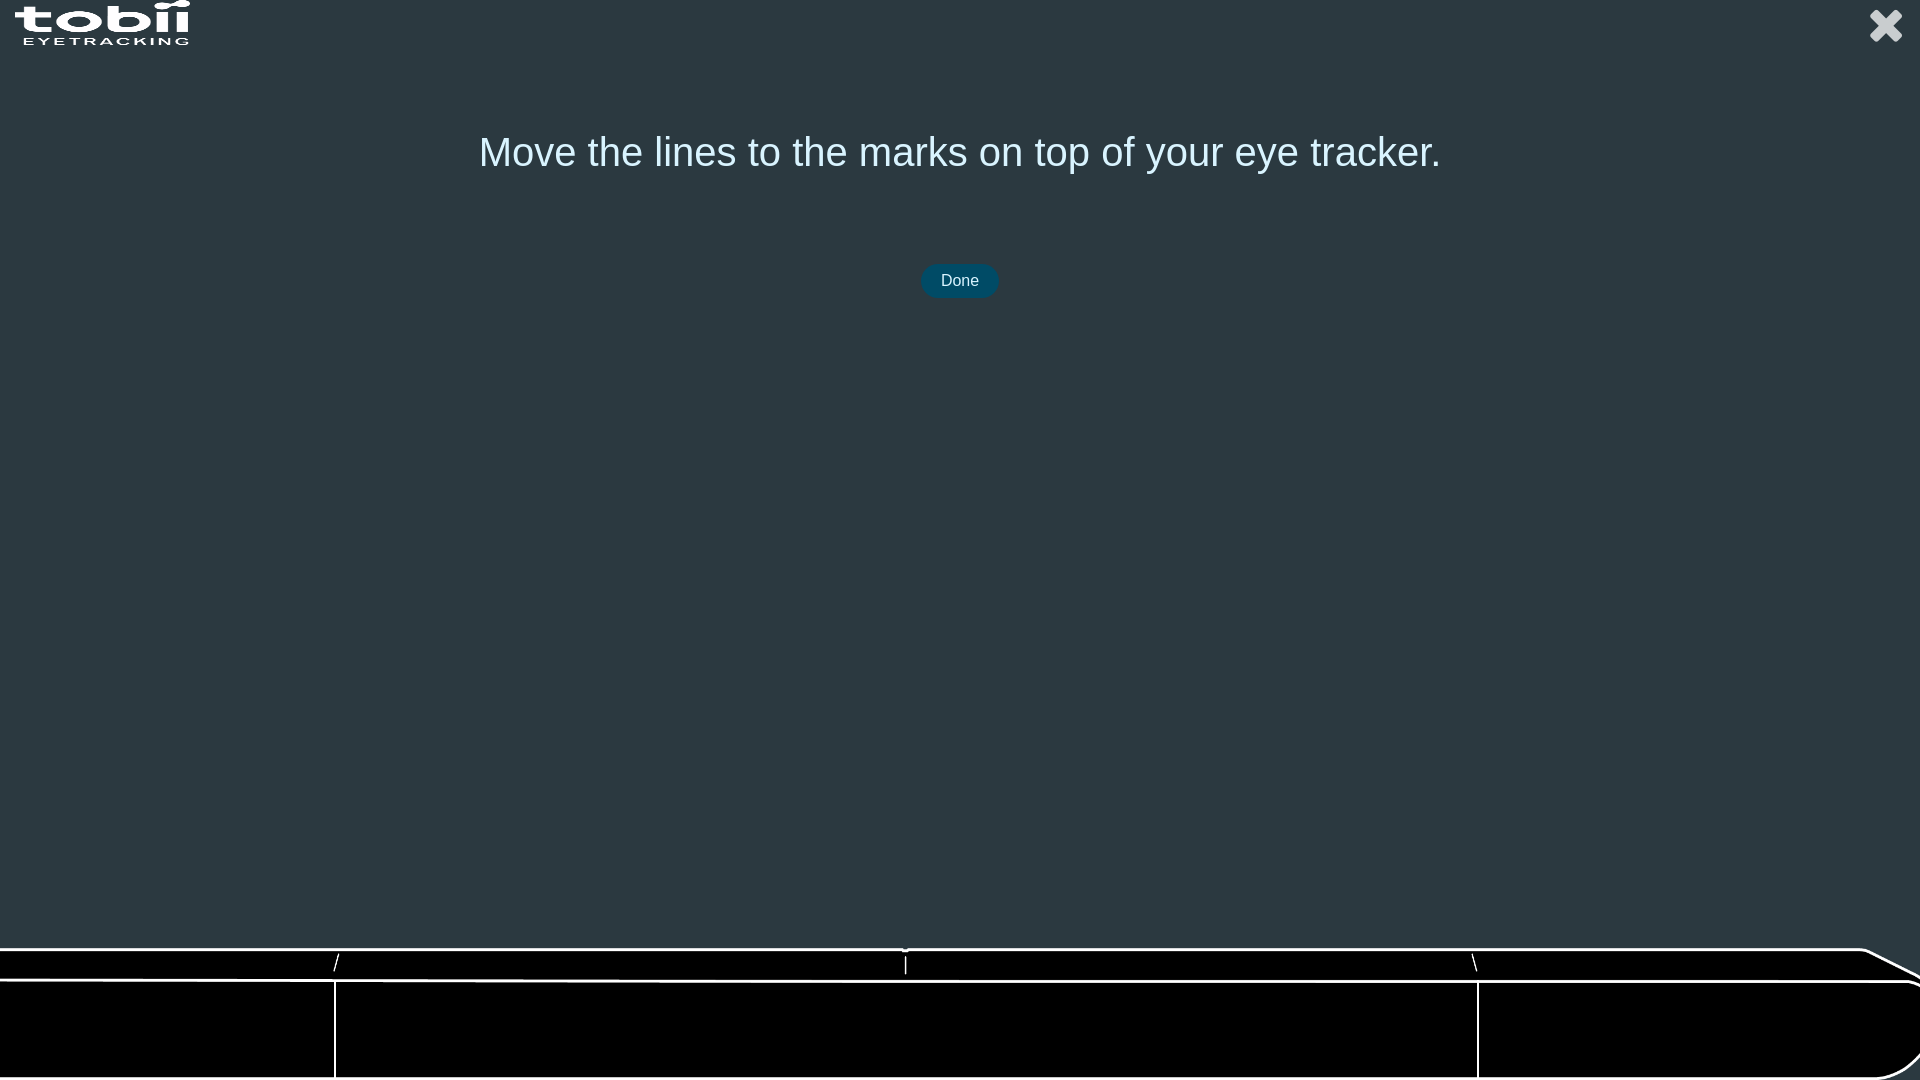 tobii
EYETRACKING
Move the lines to the marks on top of your eye tracker.
Done